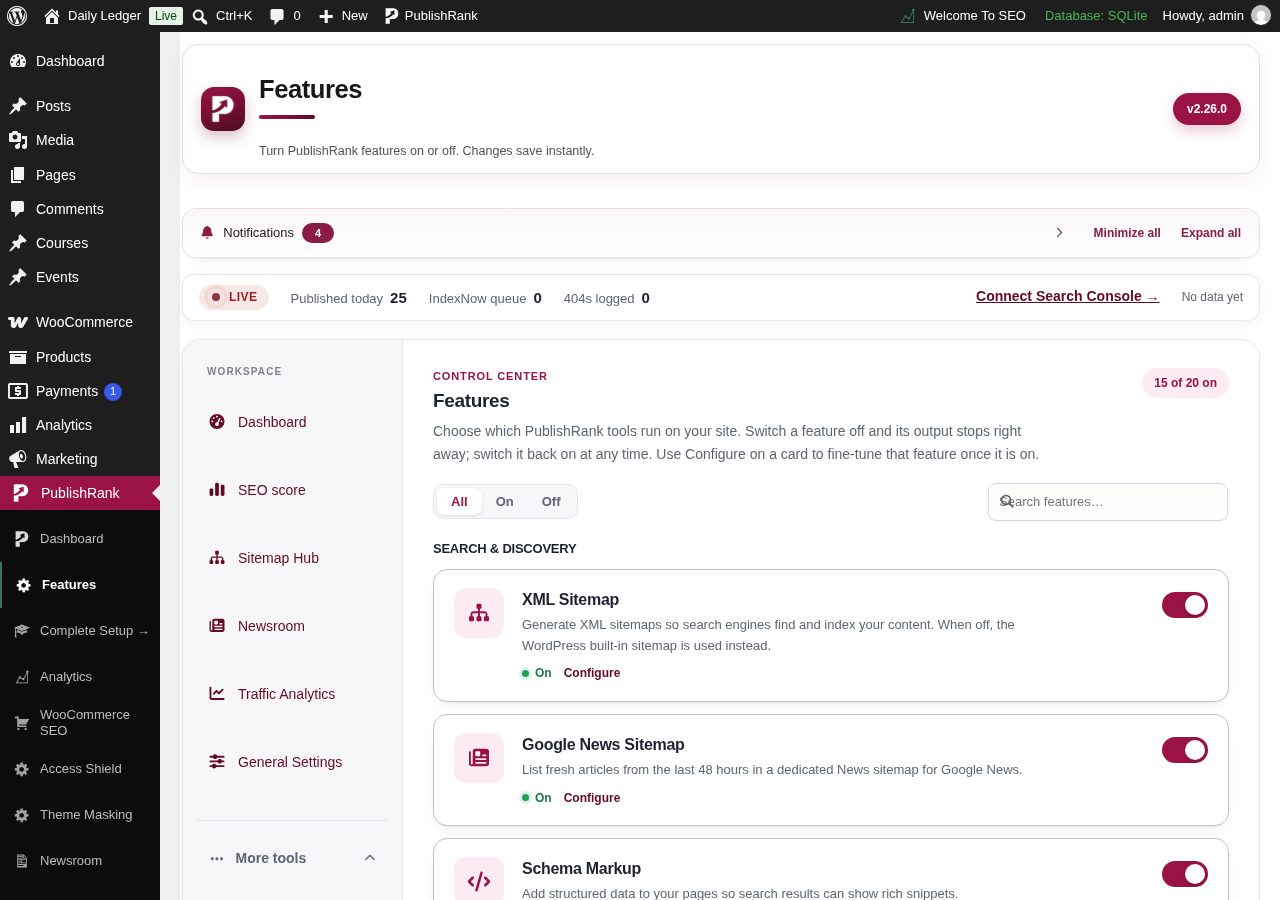 Daily Ledger Live Ctrl+K 0 New PublishRank Welcome To SEO Database: SQLite Howdy, admin
Dashboard
Posts
Media
Pages
Comments
Courses
Events
WooCommerce
Products
Payments 1
Analytics
Marketing
PublishRank
Dashboard
Features
Complete Setup →
Analytics
WooCommerce
SEO
Access Shield
Theme Masking
Newsroom
Features
v2.26.0
Turn PublishRank features on or off. Changes save instantly.
Notifications 4 Minimize all Expand all
LIVE Published today 25 IndexNow queue 0 404s logged 0 Connect Search Console → No data yet
WORKSPACE
Dashboard
SEO score
Sitemap Hub
Newsroom
Traffic Analytics
General Settings
More tools
CONTROL CENTER
15 of 20 on
Features
Choose which PublishRank tools run on your site. Switch a feature off and its output stops right
away; switch it back on at any time. Use Configure on a card to fine-tune that feature once it is on.
All On Off Search features…
SEARCH & DISCOVERY
XML Sitemap
Generate XML sitemaps so search engines find and index your content. When off, the
WordPress built-in sitemap is used instead.
On Configure
Google News Sitemap
List fresh articles from the last 48 hours in a dedicated News sitemap for Google News.
On Configure
Schema Markup
Add structured data to your pages so search results can show rich snippets.